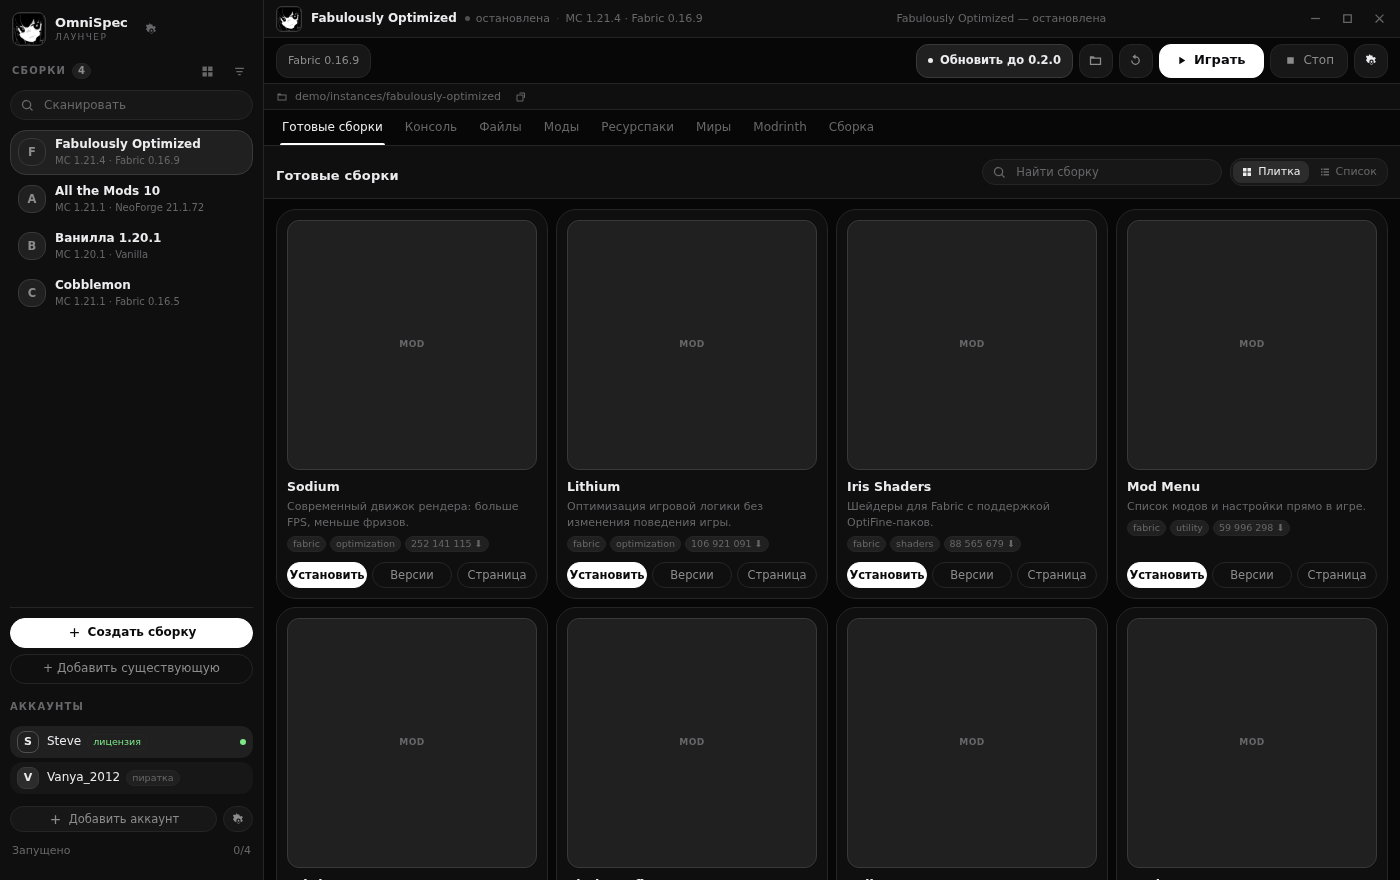 OmniSpec
ЛАУНЧЕР
СБОРКИ 4
Сканировать
F Fabulously Optimized
MC 1.21.4 · Fabric 0.16.9
A All the Mods 10
MC 1.21.1 · NeoForge 21.1.72
В Ванилла 1.20.1
MC 1.20.1 · Vanilla
C Cobblemon
MC 1.21.1 · Fabric 0.16.5
+ Создать сборку
+ Добавить существующую
АККАУНТЫ
S Steve лицензия
V Vanya_2012 пиратка
+ Добавить аккаунт
Запущено 0/4
Fabulously Optimized остановлена · MC 1.21.4 · Fabric 0.16.9
Fabulously Optimized — остановлена
Fabric 0.16.9
Обновить до 0.2.0
Играть
Стоп
demo/instances/fabulously-optimized
Готовые сборки Консоль Файлы Моды Ресурспаки Миры Modrinth Сборка
Готовые сборки
Найти сборку
Плитка Список
MOD
Sodium
Современный движок рендера: больше
FPS, меньше фризов.
fabric optimization 252 141 115 ⬇
Установить Версии Страница
MOD
Lithium
Оптимизация игровой логики без
изменения поведения игры.
fabric optimization 106 921 091 ⬇
Установить Версии Страница
MOD
Iris Shaders
Шейдеры для Fabric с поддержкой
OptiFine-паков.
fabric shaders 88 565 679 ⬇
Установить Версии Страница
MOD
Mod Menu
Список модов и настройки прямо в игре.
fabric utility 59 996 298 ⬇
Установить Версии Страница
MOD
MOD
MOD
MOD